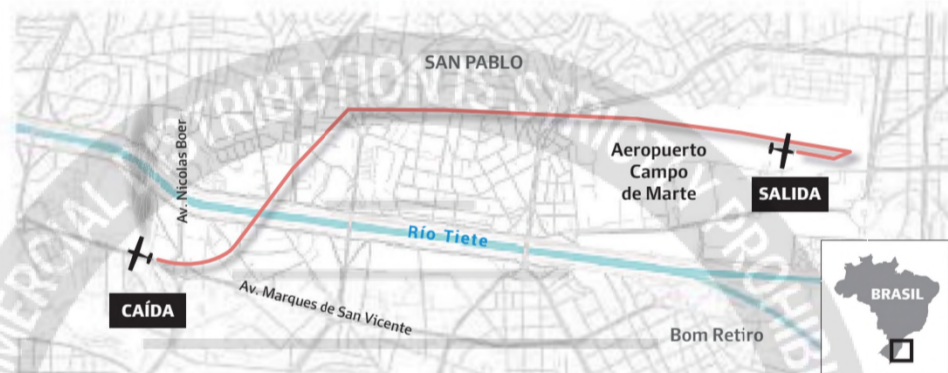 SAN PABLO
Av. Nicolas Boer
Aeropuerto
Campo
de Marte
SALIDA
Río Tiete
CAÍDA
Av. Marques de San Vicente
Bom Retiro
BRASIL